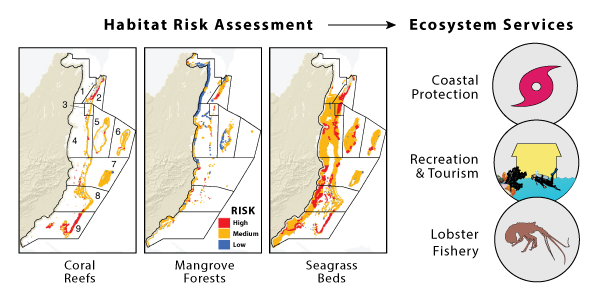 Habitat Risk Assessment
Ecosystem Services
1
2
3
4
5
6
7
8
9
RISK
High
Medium
Low
Coral
Reefs
Mangrove
Forests
Seagrass
Beds
Coastal
Protection
Recreation
& Tourism
Lobster
Fishery